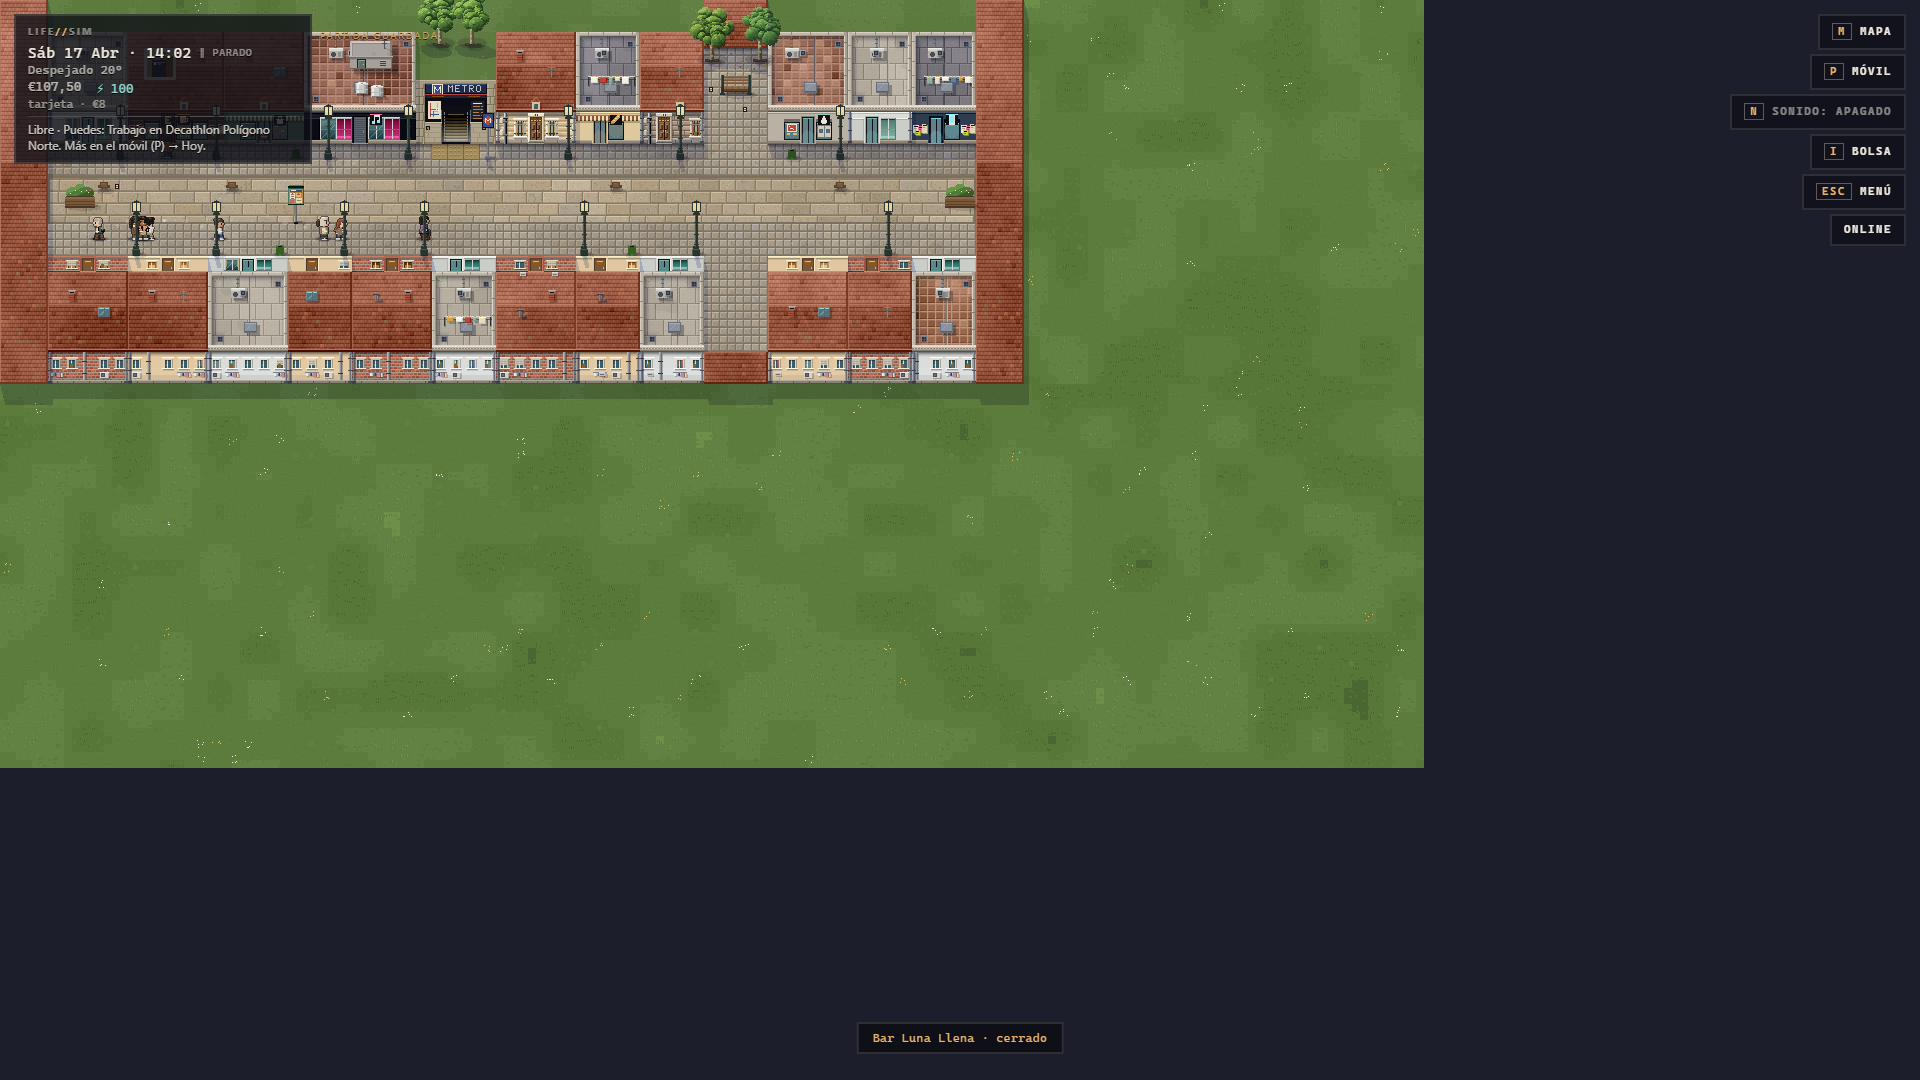 LIFE//SIM
Sáb 17 Abr · 14:02 ‖ PARADO
Despejado 20°
€107,50 ⚡ 100
tarjeta · €8
Libre · Puedes: Trabajo en Decathlon Polígono
Norte. Más en el móvil (P) → Hoy.
PARTIDA GUARDADA
M METRO
M MAPA
P MÓVIL
N SONIDO: APAGADO
I BOLSA
ESC MENÚ
ONLINE
Bar Luna Llena · cerrado